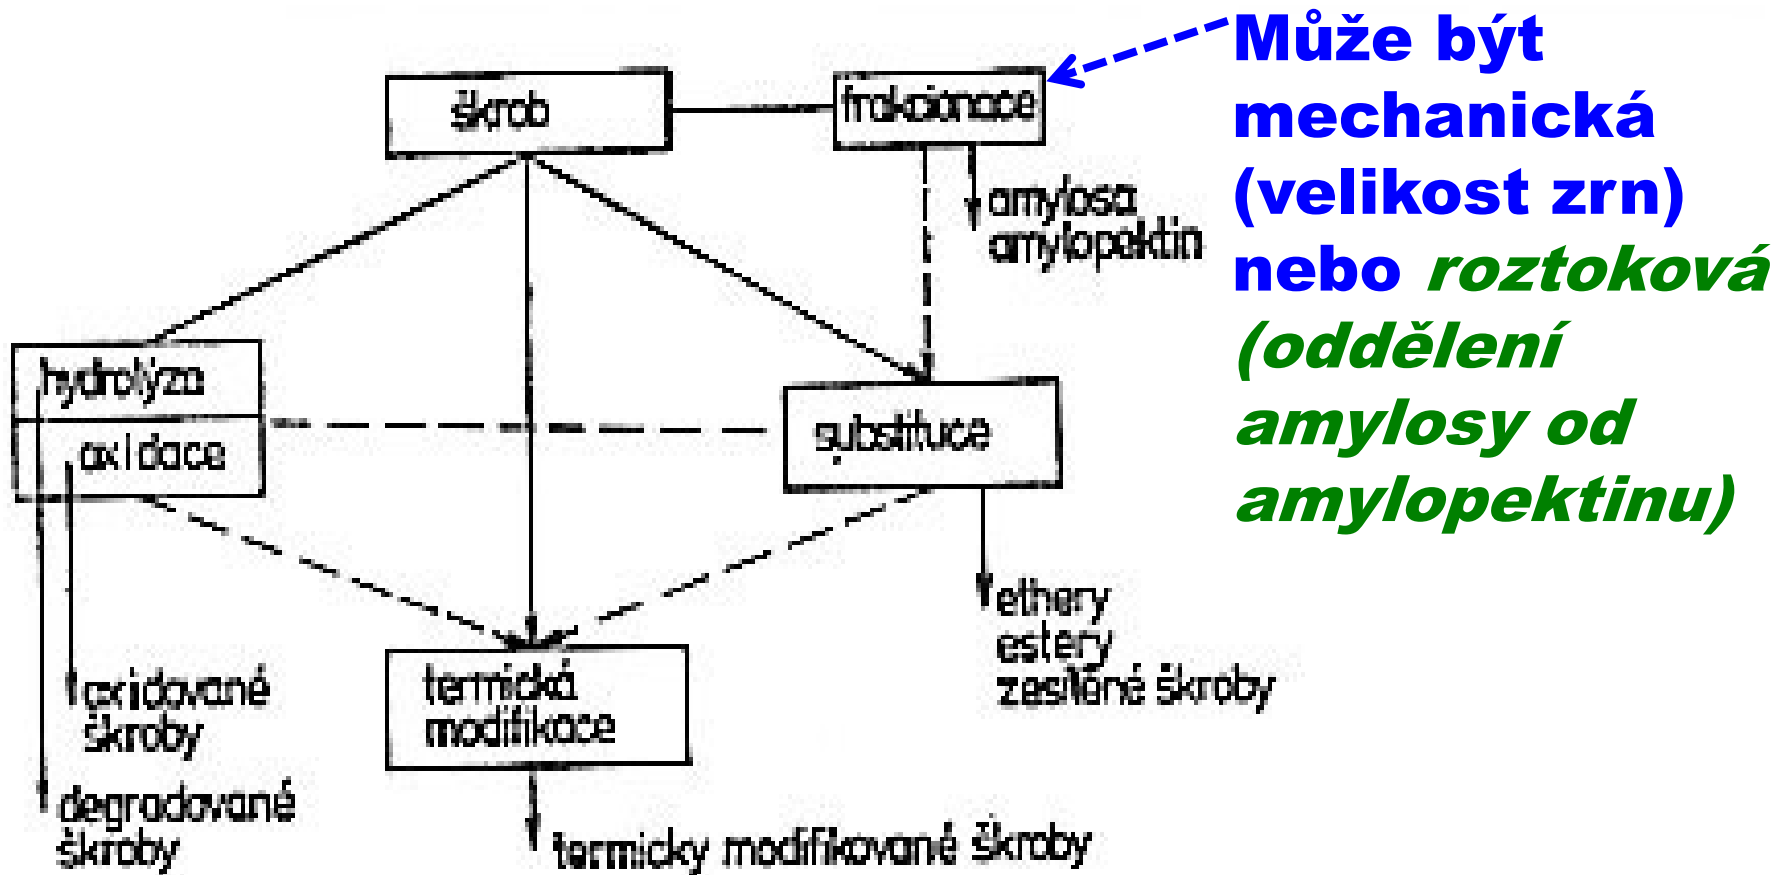 škrob
frakcionace
amylosa
amylopektin
Může být
mechanická
(velikost zrn)
nebo roztoková
(oddělení
amylosy od
amylopektinu)
hydrolýza
oxidace
substituce
ethery
estery
zesítěné škroby
termická
modifikace
oxidované
škroby
degradované
škroby
termicky modifikované škroby